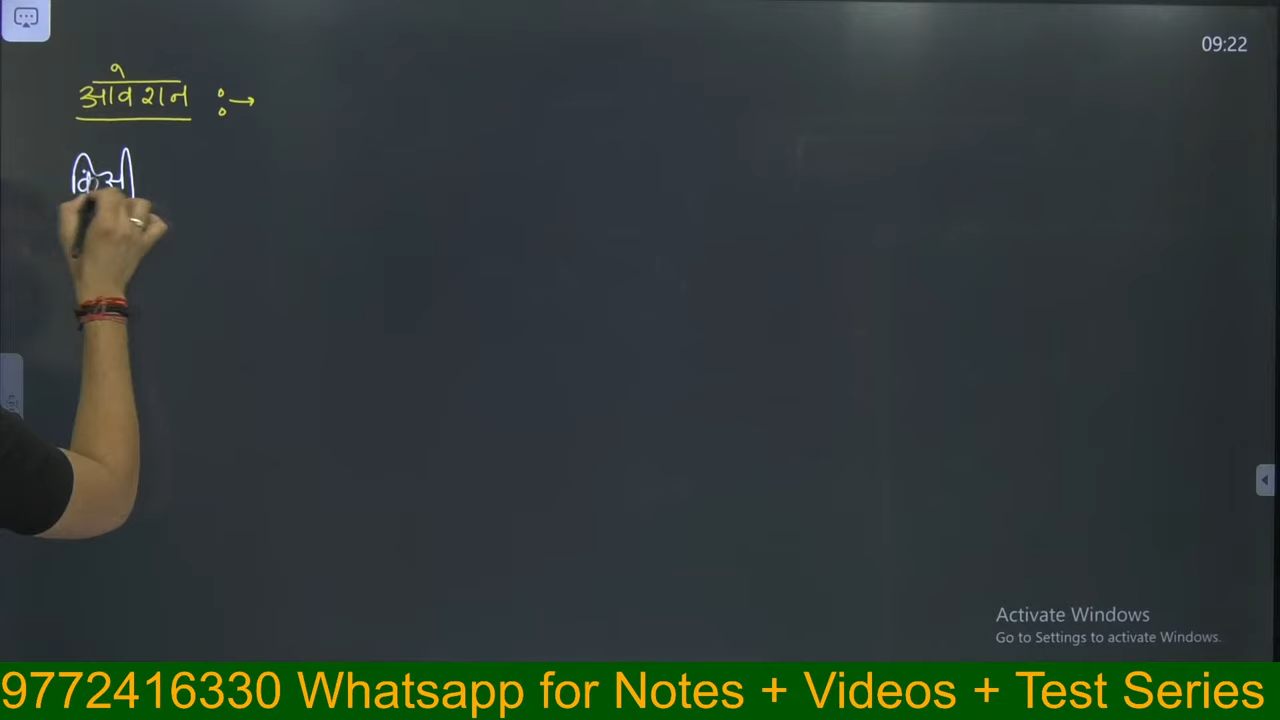 09:22
आवेशन :→
किसी
Activate Windows
Go to Settings to activate Windows.
9772416330 Whatsapp for Notes + Videos + Test Series